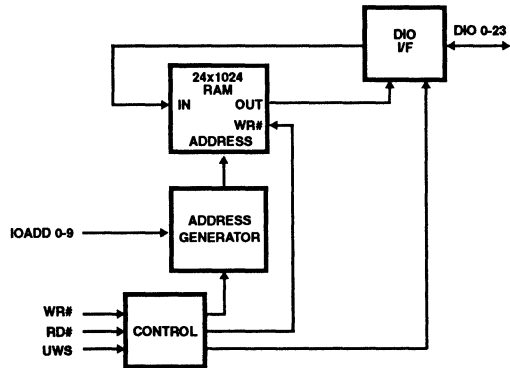 DIO
I/F
DIO 0-23
24x1024
RAM
IN OUT
WR#
ADDRESS
ADDRESS
GENERATOR
IOADD 0-9
WR#
RD#
UWS
CONTROL